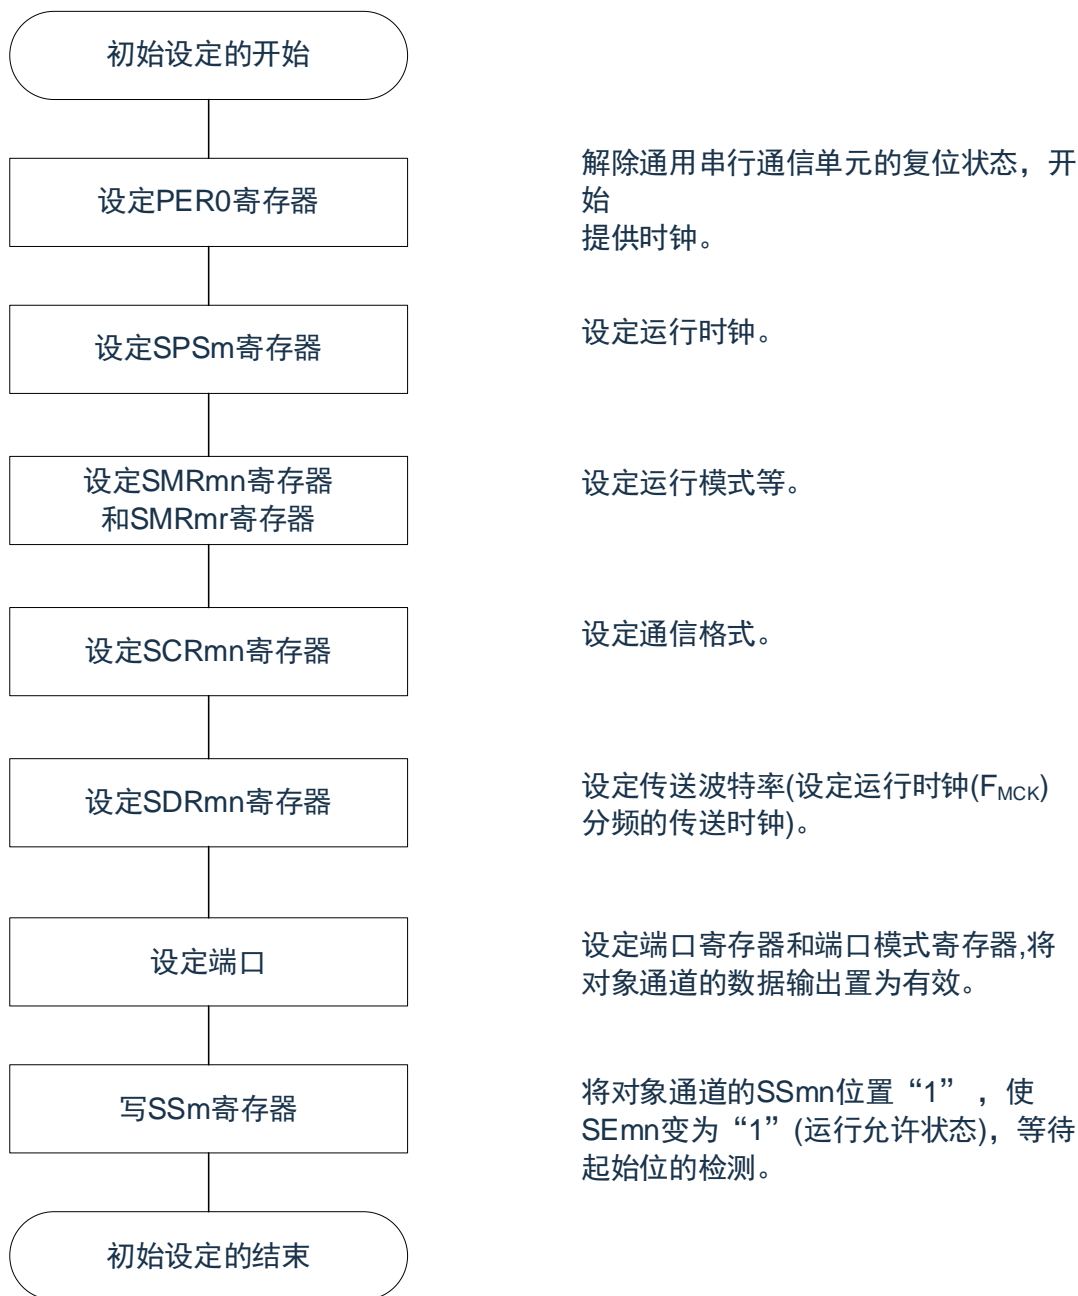 初始设定的开始
设定PER0寄存器
解除通用串行通信单元的复位状态，开
始
提供时钟。
设定SPSm寄存器
设定运行时钟。
设定SMRmn寄存器
和SMRmr寄存器
设定运行模式等。
设定SCRmn寄存器
设定通信格式。
设定SDRmn寄存器
设定传送波特率(设定运行时钟(FMCK)
分频的传送时钟)。
设定端口
设定端口寄存器和端口模式寄存器,将
对象通道的数据输出置为有效。
写SSm寄存器
将对象通道的SSmn位置“1”，使
SEmn变为“1”(运行允许状态)，等待
起始位的检测。
初始设定的结束